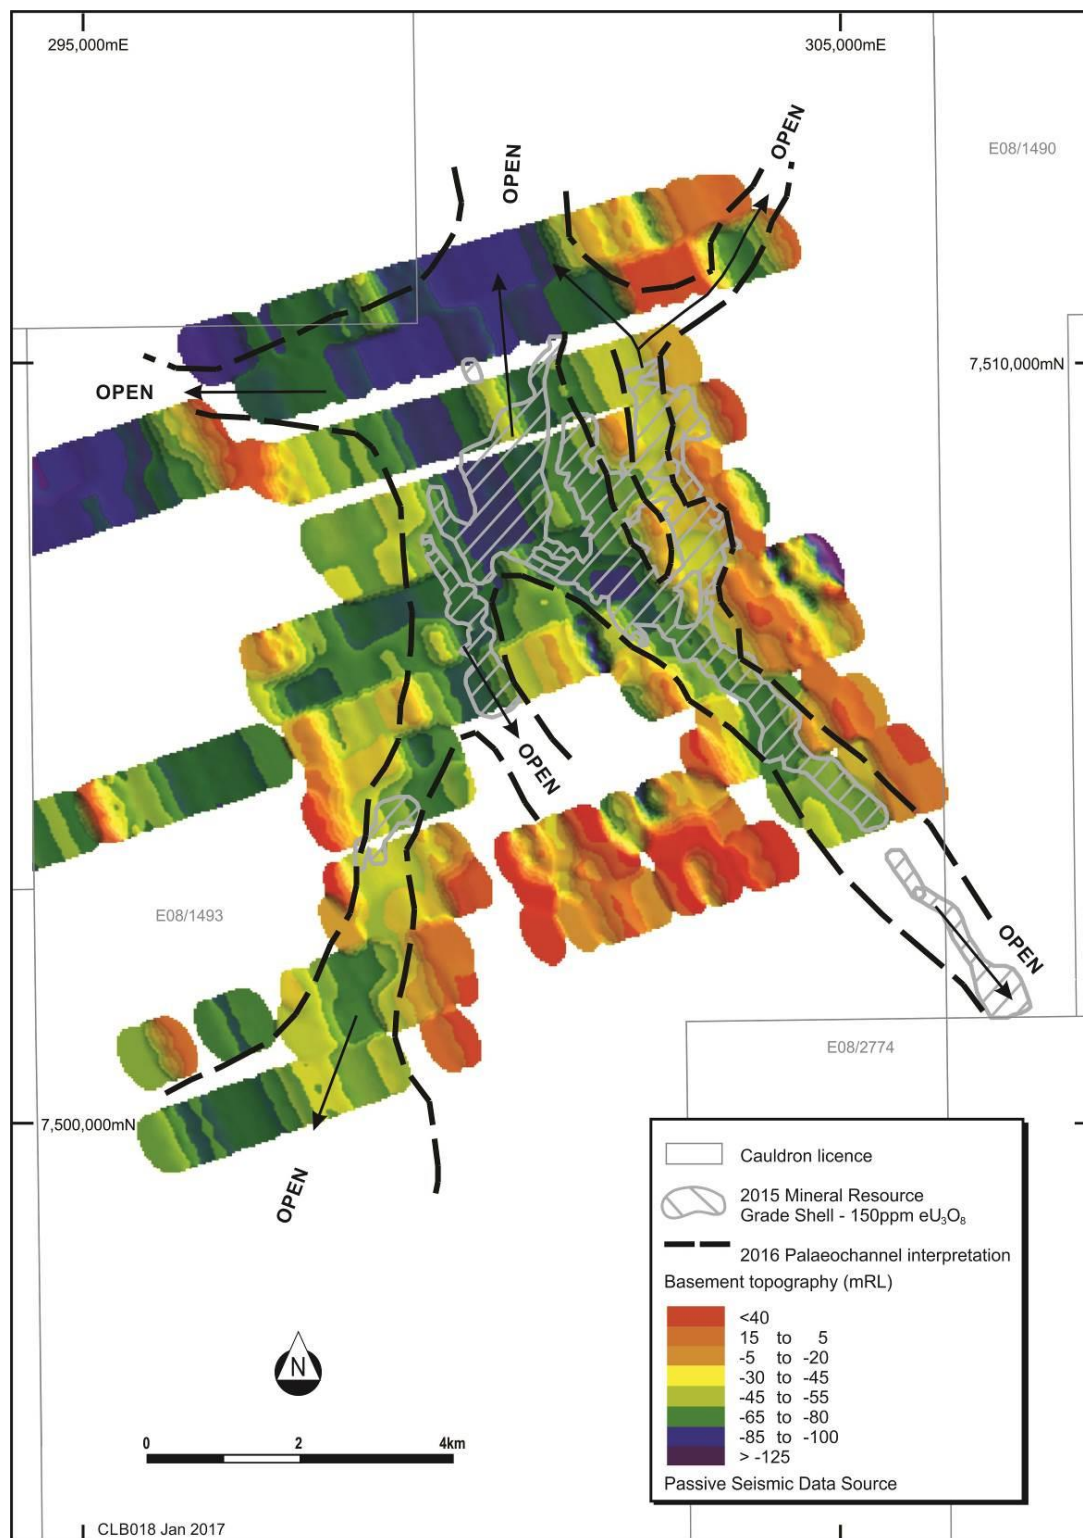 295,000mE
305,000mE
E08/1490
OPEN
OPEN
7,510,000mN
OPEN
OPEN
E08/1493
OPEN
E08/2774
7,500,000mN
OPEN
Cauldron licence
2015 Mineral Resource
Grade Shell - 150ppm eU₃O₈
2016 Palaeochannel interpretation
Basement topography (mRL)
<40
15 to 5
-5 to -20
-30 to -45
-45 to -55
-65 to -80
-85 to -100
> -125
Passive Seismic Data Source
N
0 2 4km
CLB018 Jan 2017